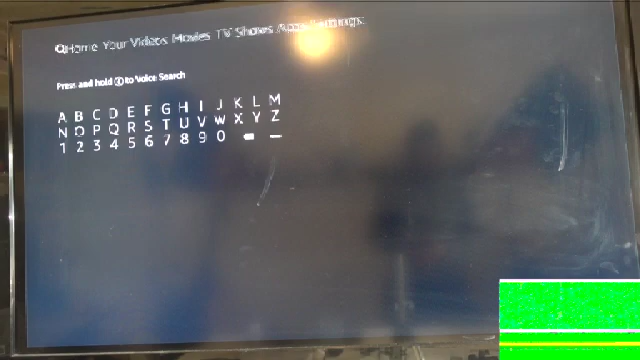 Home Your Videos Movies TV Shows Apps Settings
Press and hold to Voice Search
A B C D E F G H I J K L M
N O P Q R S T U V W X Y Z
1 2 3 4 5 6 7 8 9 0